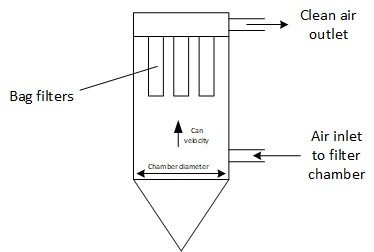 Clean air
outlet
Bag filters
Can
velocity
Air inlet
to filter
chamber
Chamber diameter